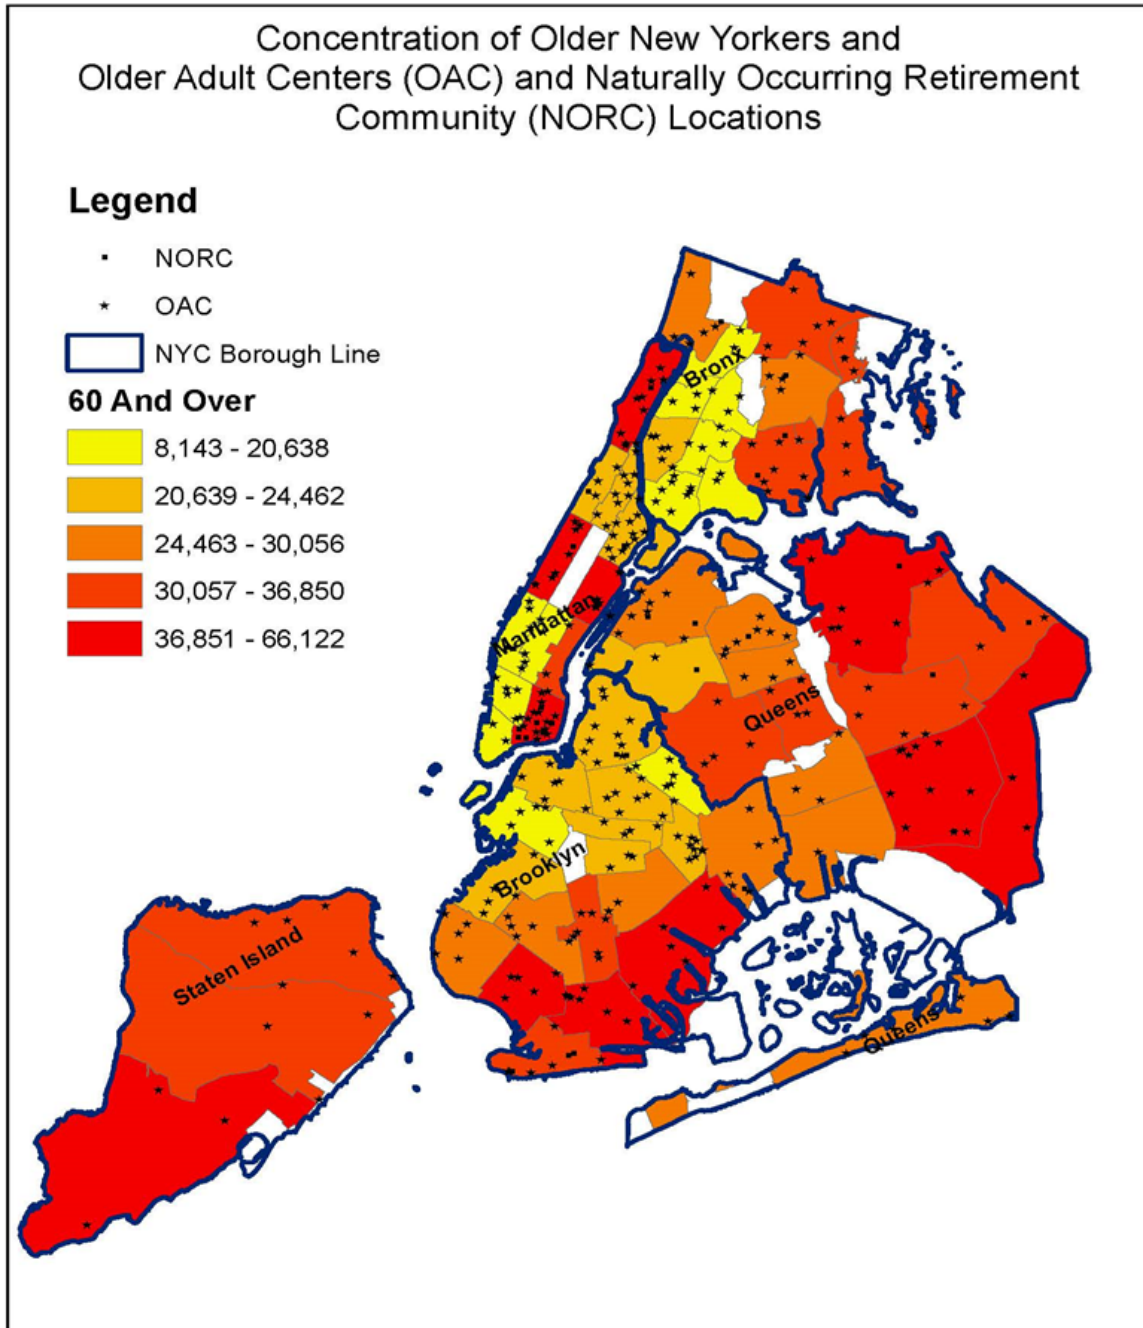 Concentration of Older New Yorkers and
Older Adult Centers (OAC) and Naturally Occurring Retirement
Community (NORC) Locations
Legend
NORC
OAC
NYC Borough Line
60 And Over
8,143 - 20,638
20,639 - 24,462
24,463 - 30,056
30,057 - 36,850
36,851 - 66,122
Bronx
Manhattan
Queens
Brooklyn
Staten Island
Queens